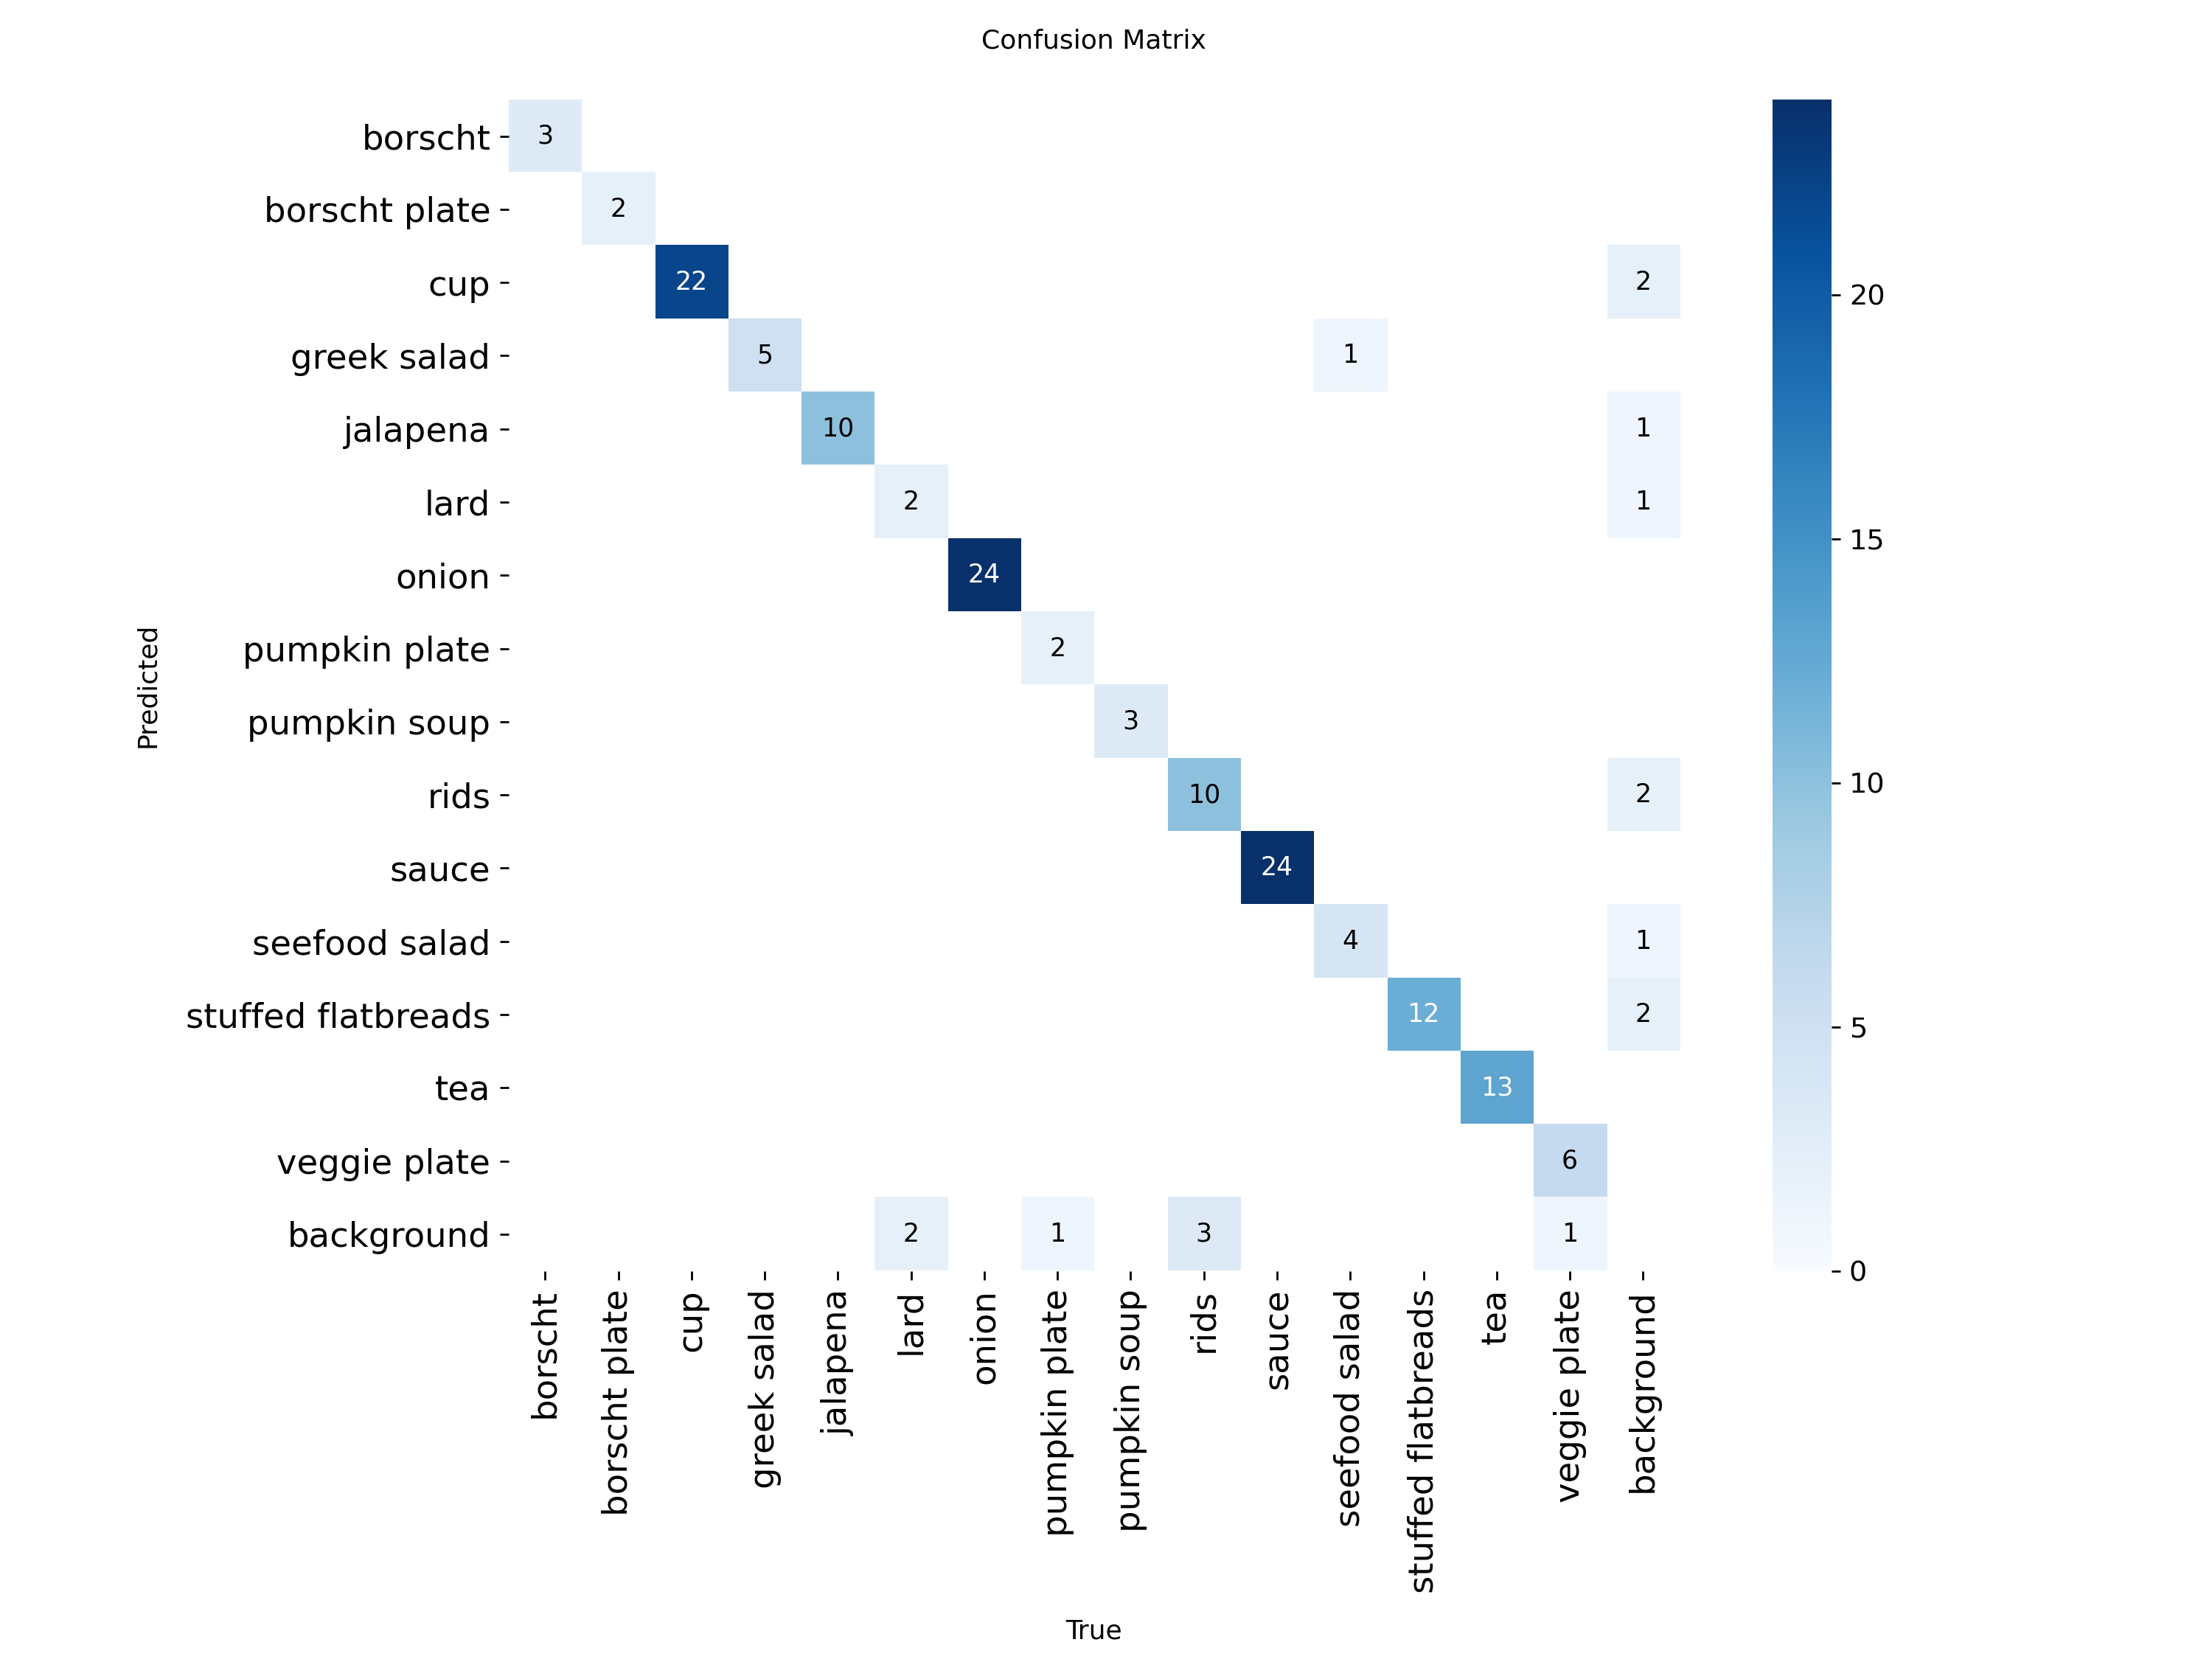 Confusion Matrix
borscht 3
borscht plate 2
cup 22 2
greek salad 5 1
jalapena 10 1
lard 2 1
onion 24
pumpkin plate 2
pumpkin soup 3
rids 10 2
sauce 24
seefood salad 4 1
stuffed flatbreads 12 2
tea 13
veggie plate 6
background 2 1 3 1
Predicted
borscht
borscht plate
cup
greek salad
jalapena
lard
onion
pumpkin plate
pumpkin soup
rids
sauce
seefood salad
stuffed flatbreads
tea
veggie plate
background
True
20
15
10
5
0